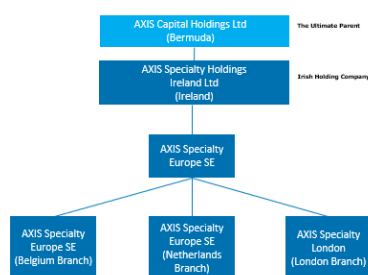 AXIS Capital Holdings Ltd
(Bermuda)
The Ultimate Parent
AXIS Specialty Holdings
Ireland Ltd
(Ireland)
Irish Holding Company
AXIS Specialty
Europe SE
AXIS Specialty
Europe SE
(Belgium Branch)
AXIS Specialty
Europe SE
(Netherlands
Branch)
AXIS Specialty
London
(London Branch)